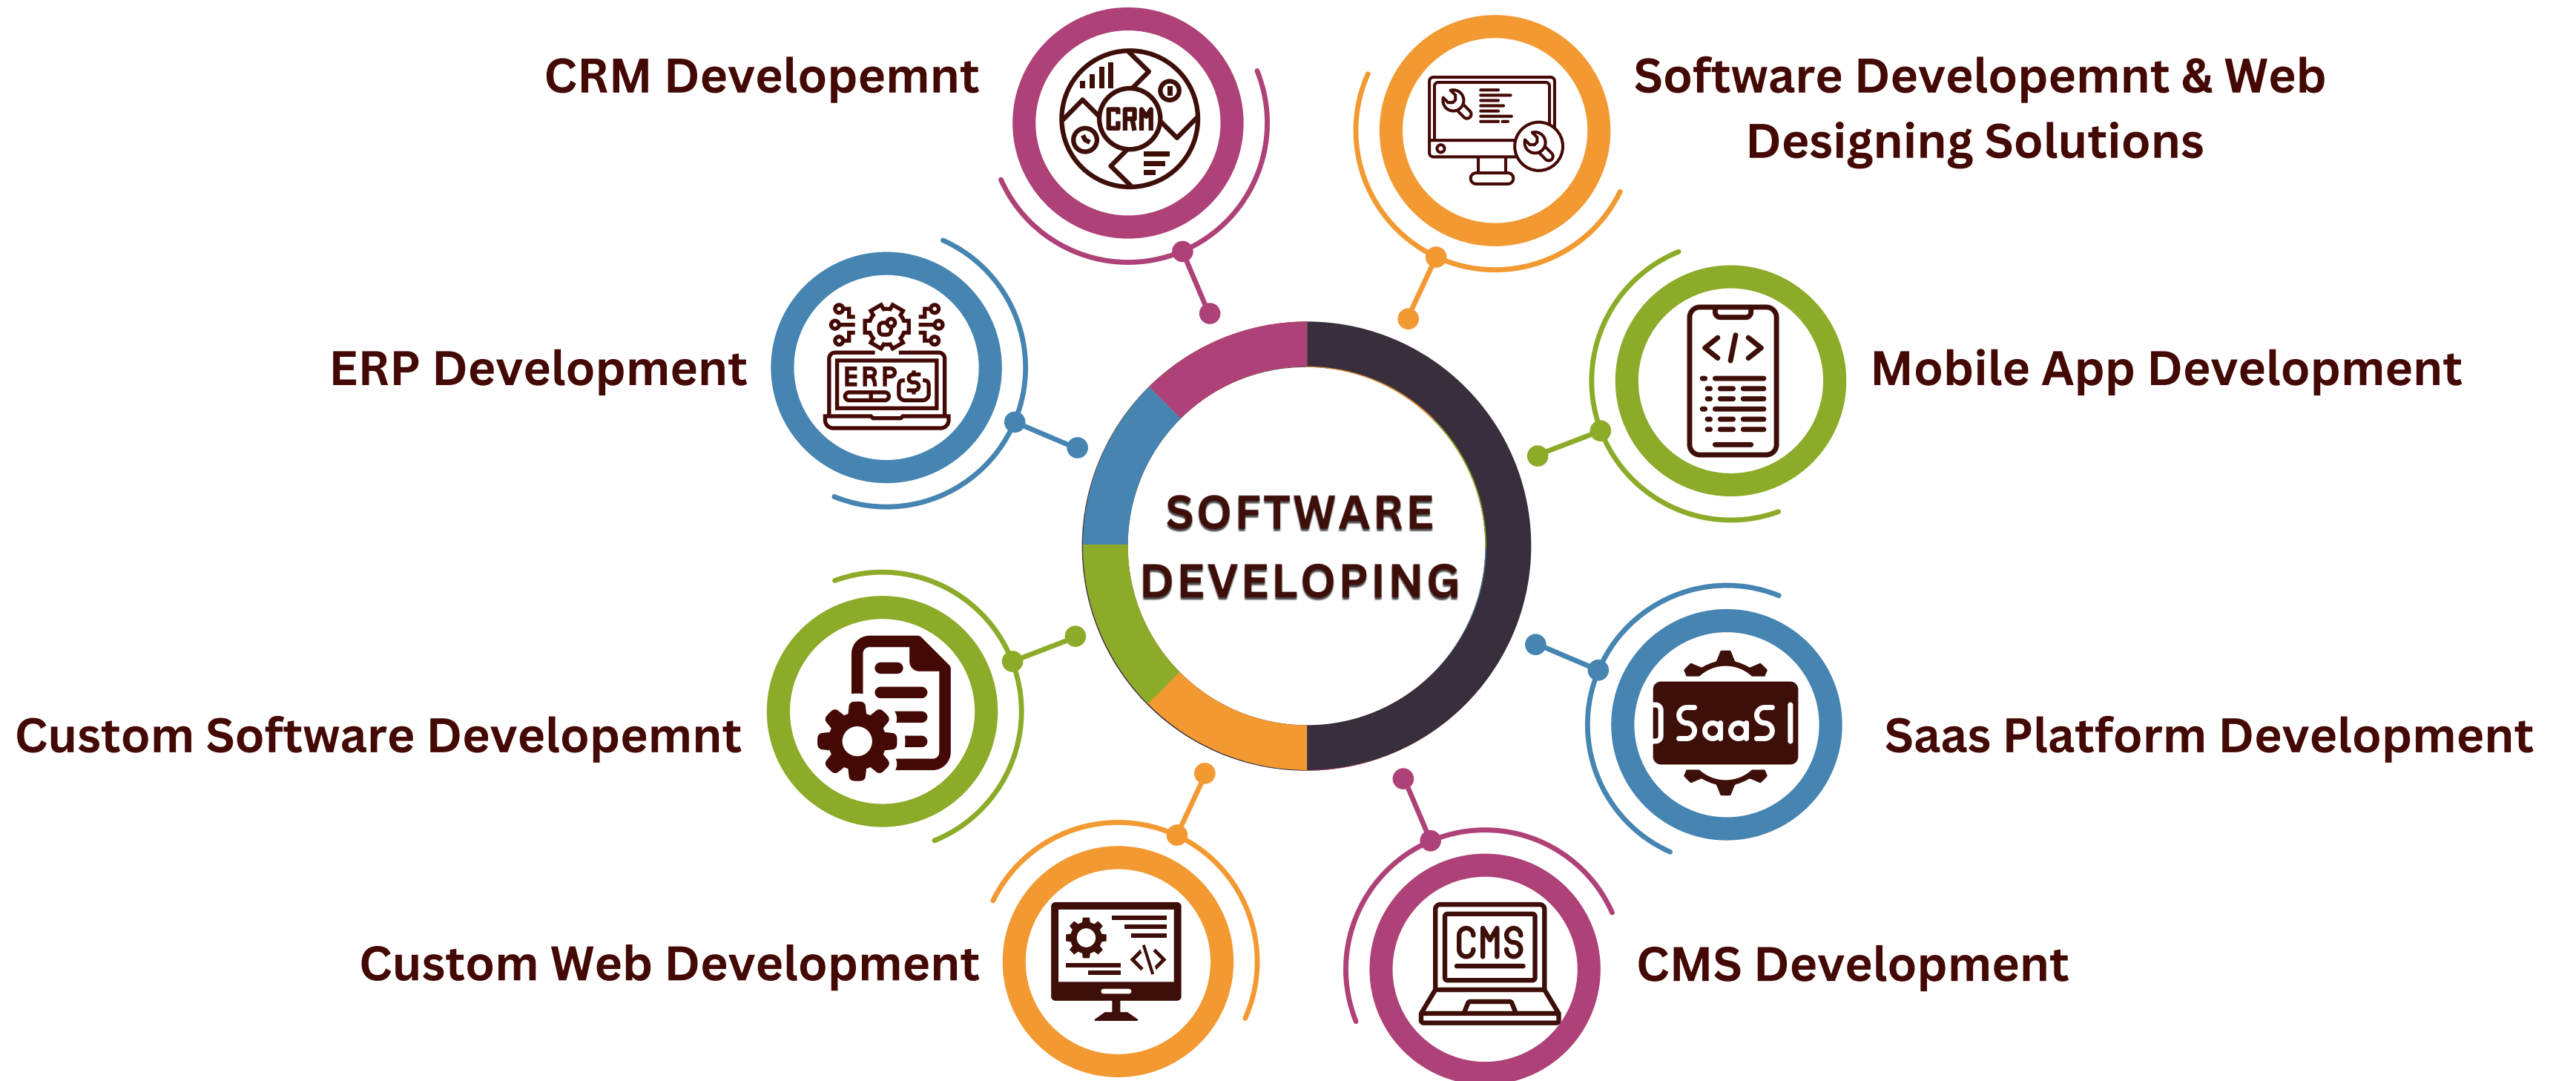 CRM Developemnt
CRM
Software Developemnt & Web
Designing Solutions
ERP Development
ERP
$
</>
Mobile App Development
SOFTWARE
DEVELOPING
Custom Software Developemnt
SaaS
Saas Platform Development
Custom Web Development
</>
CMS
CMS Development